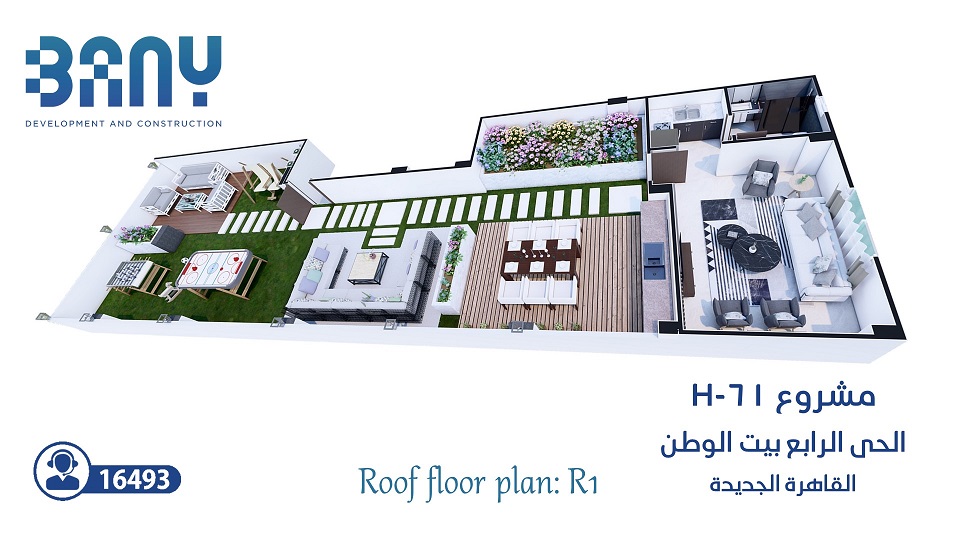 BANY
DEVELOPMENT AND CONSTRUCTION
مشروع H-٦١
الحى الرابع بيت الوطن
القاهرة الجديدة
16493
Roof floor plan: R1